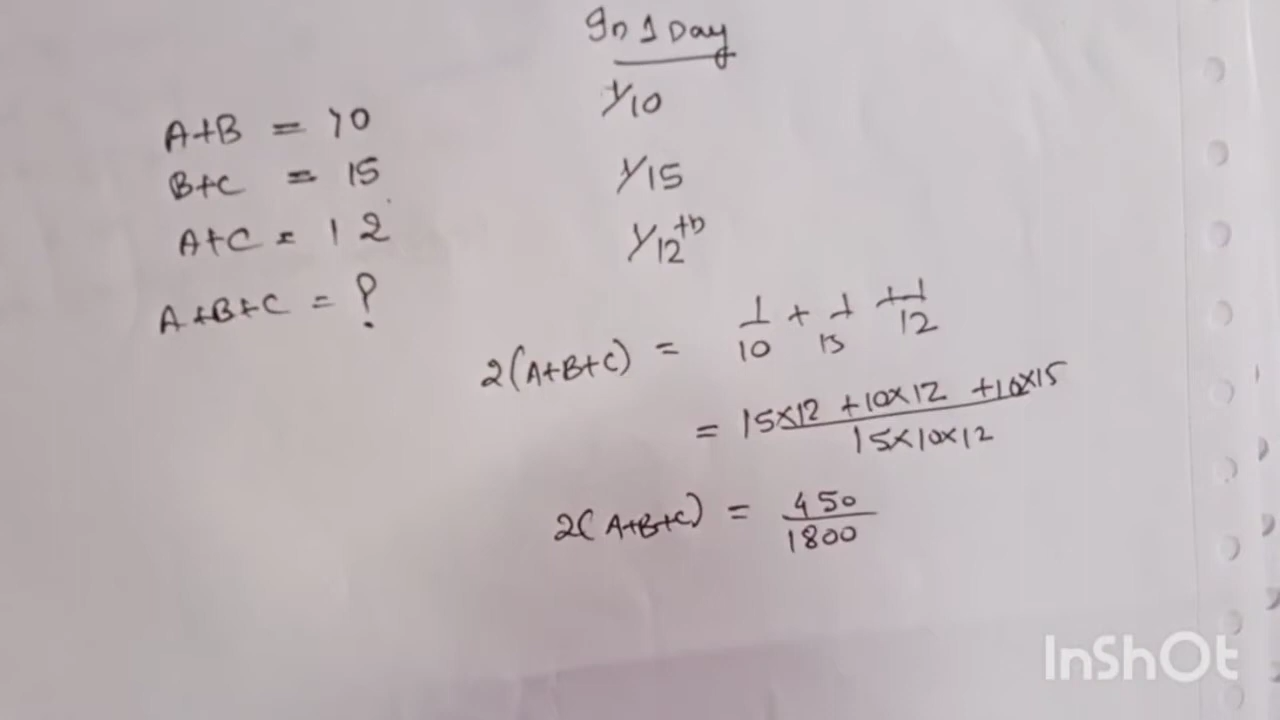 In 1 Day
A+B = 10
1/10
B+C = 15
1/15
A+C = 12
1/12th
A+B+C = ?
2(A+B+C) = 1/10 + 1/15 + 1/12
= 15×12 + 10×12 + 10×15 / 15×10×12
2(A+B+C) = 450/1800
InShOt